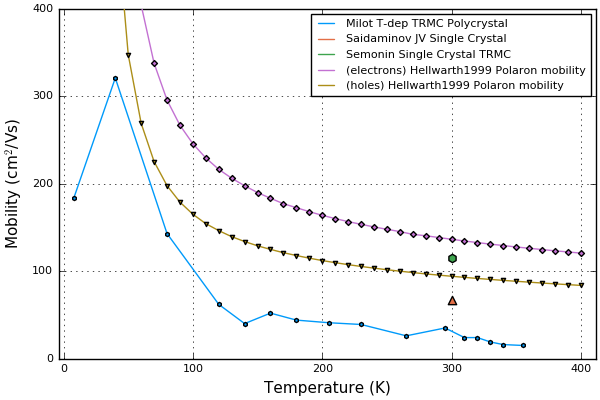 400
300
200
100
0
0
100
200
300
400
Mobility (cm²/Vs)
Temperature (K)
Milot T-dep TRMC Polycrystal
Saidaminov JV Single Crystal
Semonin Single Crystal TRMC
(electrons) Hellwarth1999 Polaron mobility
(holes) Hellwarth1999 Polaron mobility